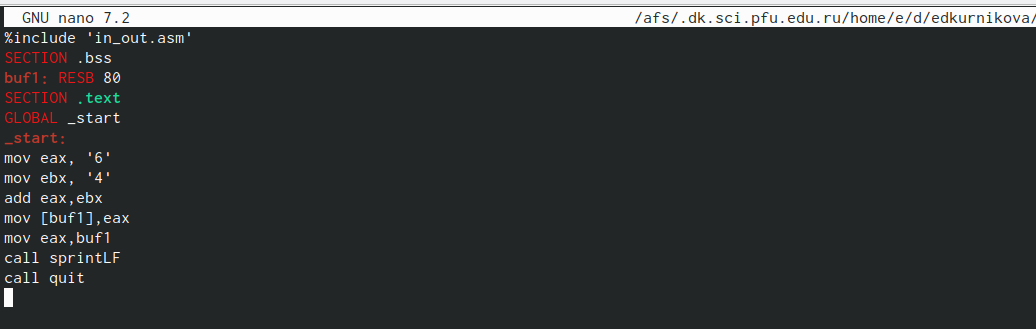 GNU nano 7.2 /afs/.dk.sci.pfu.edu.ru/home/e/d/edkurnikova/
%include 'in_out.asm'
SECTION .bss
buf1: RESB 80
SECTION .text
GLOBAL _start
_start:
mov eax, '6'
mov ebx, '4'
add eax,ebx
mov [buf1],eax
mov eax,buf1
call sprintLF
call quit